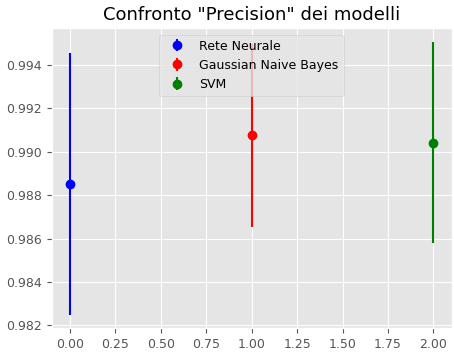 Confronto "Precision" dei modelli
Rete Neurale
Gaussian Naive Bayes
SVM
0.994
0.992
0.990
0.988
0.986
0.984
0.982
0.00 0.25 0.50 0.75 1.00 1.25 1.50 1.75 2.00